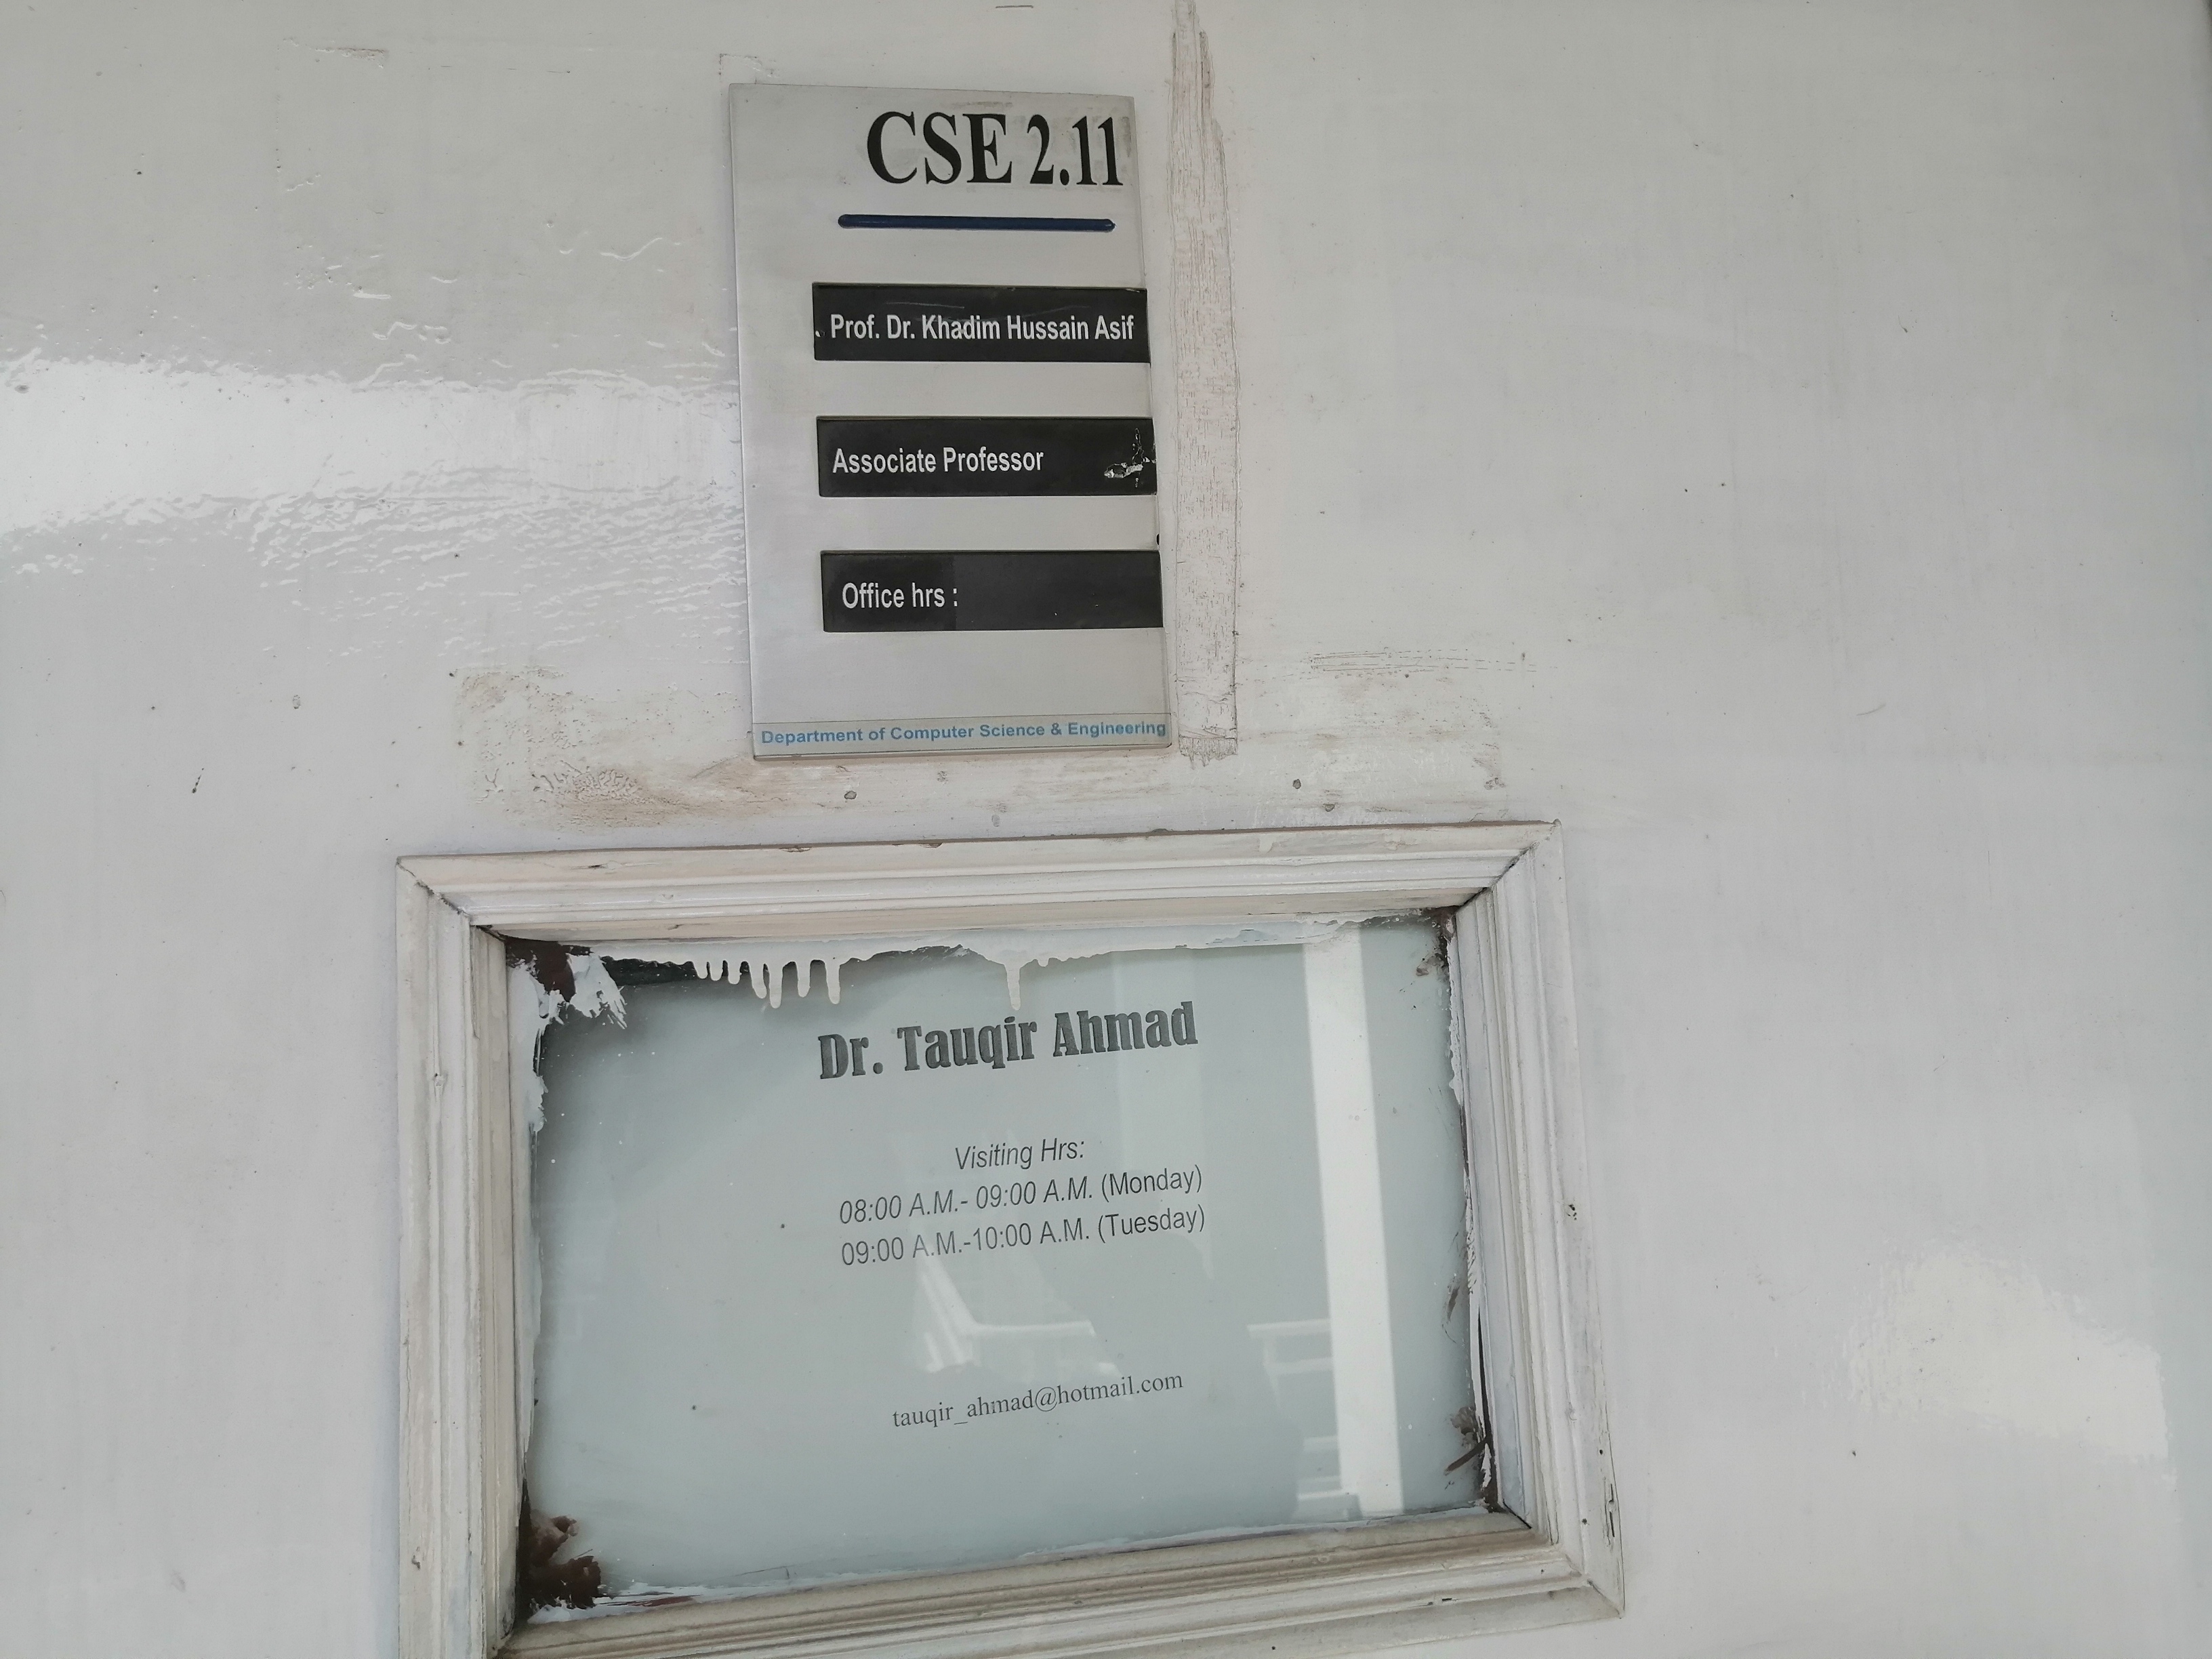 CSE 2.11
Prof. Dr. Khadim Hussain Asif
Associate Professor
Office hrs :
Department of Computer Science & Engineering
Dr. Tauqir Ahmad
Visiting Hrs:
08:00 A.M.- 09:00 A.M. (Monday)
09:00 A.M.-10:00 A.M. (Tuesday)
tauqir_ahmad@hotmail.com